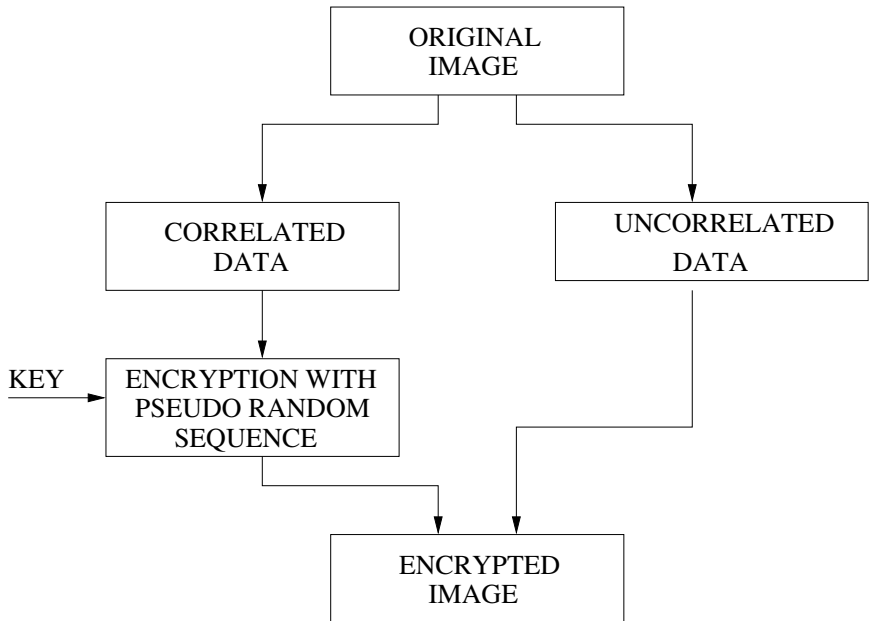 ORIGINAL
IMAGE
CORRELATED
DATA
UNCORRELATED
DATA
KEY
ENCRYPTION WITH
PSEUDO RANDOM
SEQUENCE
ENCRYPTED
IMAGE